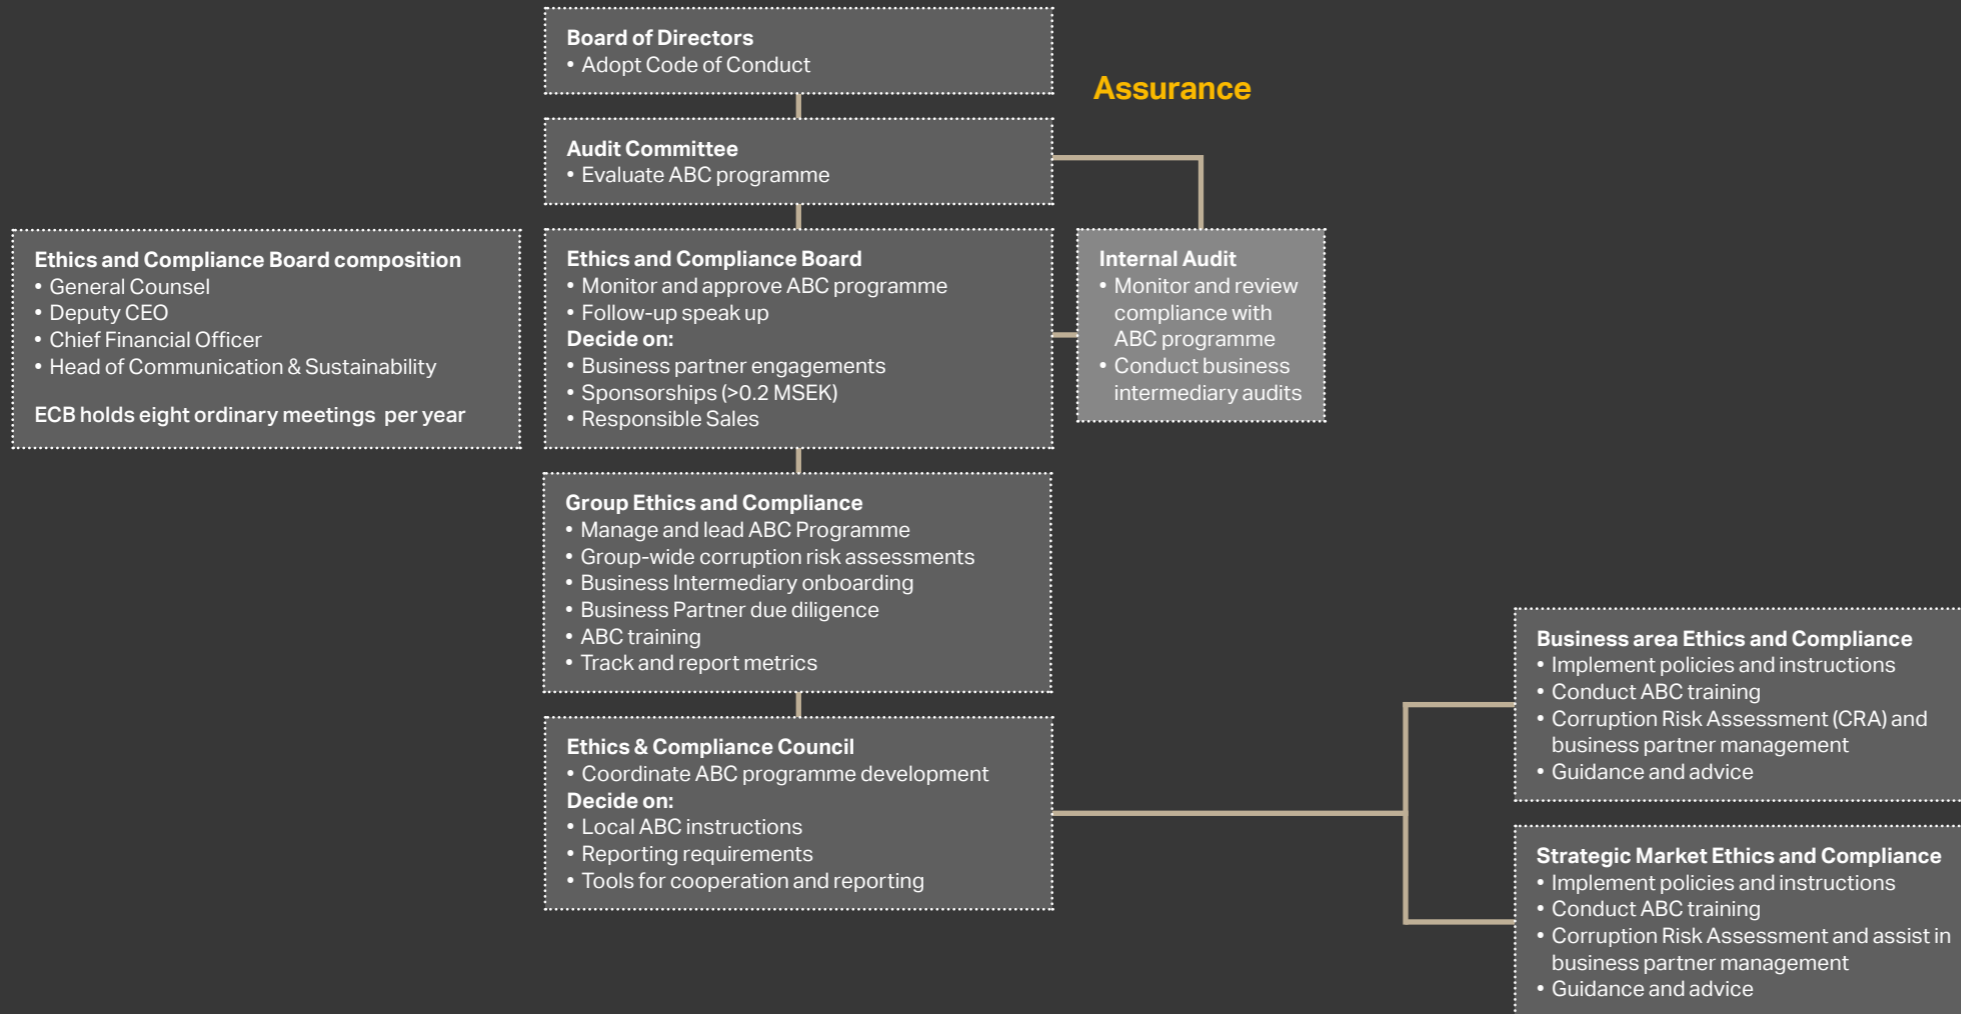 Board of Directors
• Adopt Code of Conduct
Assurance
Audit Committee
• Evaluate ABC programme
Ethics and Compliance Board composition
• General Counsel
• Deputy CEO
• Chief Financial Officer
• Head of Communication & Sustainability
ECB holds eight ordinary meetings per year
Ethics and Compliance Board
• Monitor and approve ABC programme
• Follow-up speak up
Decide on:
• Business partner engagements
• Sponsorships (>0.2 MSEK)
• Responsible Sales
Internal Audit
• Monitor and review
compliance with
ABC programme
• Conduct business
intermediary audits
Group Ethics and Compliance
• Manage and lead ABC Programme
• Group-wide corruption risk assessments
• Business Intermediary onboarding
• Business Partner due diligence
• ABC training
• Track and report metrics
Ethics & Compliance Council
• Coordinate ABC programme development
Decide on:
• Local ABC instructions
• Reporting requirements
• Tools for cooperation and reporting
Business area Ethics and Compliance
• Implement policies and instructions
• Conduct ABC training
• Corruption Risk Assessment (CRA) and
business partner management
• Guidance and advice
Strategic Market Ethics and Compliance
• Implement policies and instructions
• Conduct ABC training
• Corruption Risk Assessment and assist in
business partner management
• Guidance and advice